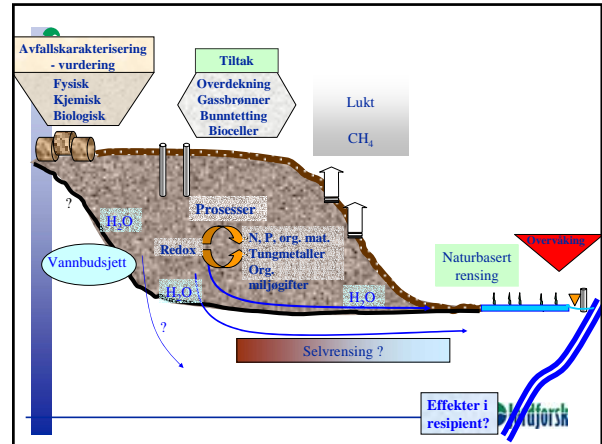 Avfallskarakterisering
- vurdering
Fysisk
Kjemisk
Biologisk
Tiltak
Overdekning
Gassbrønner
Bunntetting
Bioceller
Lukt
CH₄
?
H₂O
Prosesser
Redox
N, P, org. mat.
Tungmetaller
Org.
miljøgifter
Vannbudsjett
H₂O
H₂O
?
Selvrensing ?
Naturbasert
rensing
Overvåking
Effekter i
resipient?
jordforsk